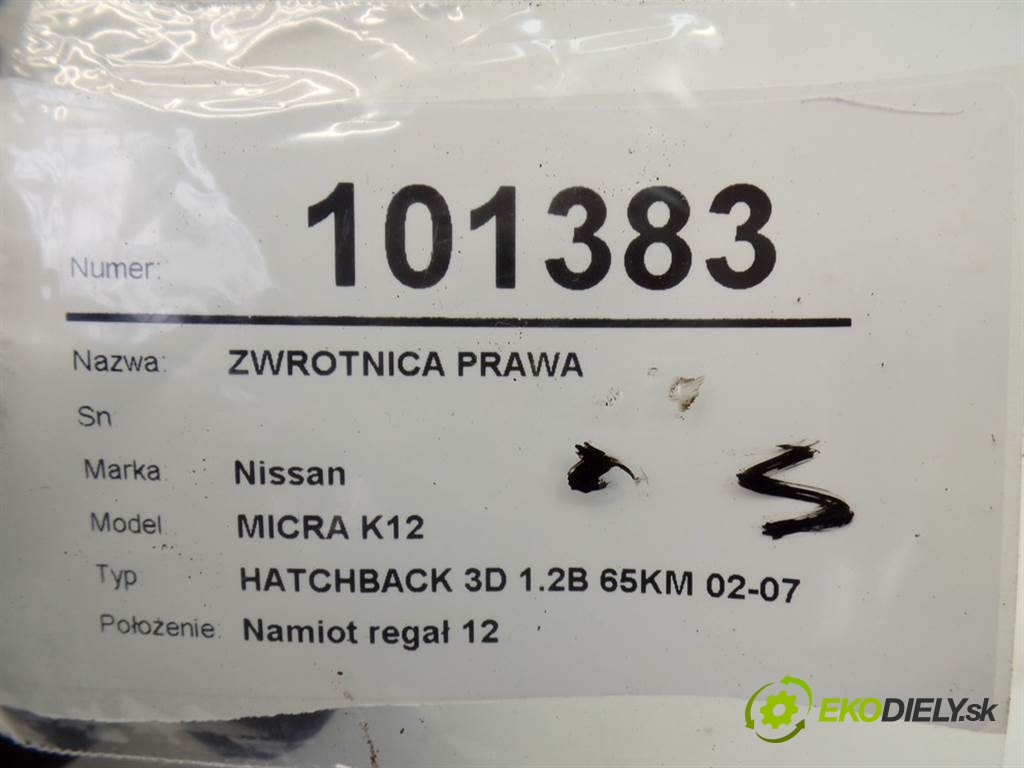 Numer: 101383
Nazwa: ZWROTNICA PRAWA
Sn
Marka: Nissan
Model MICRA K12
Typ HATCHBACK 3D 1.2B 65KM 02-07
Położenie: Namiot regał 12
EKODIELY.sk